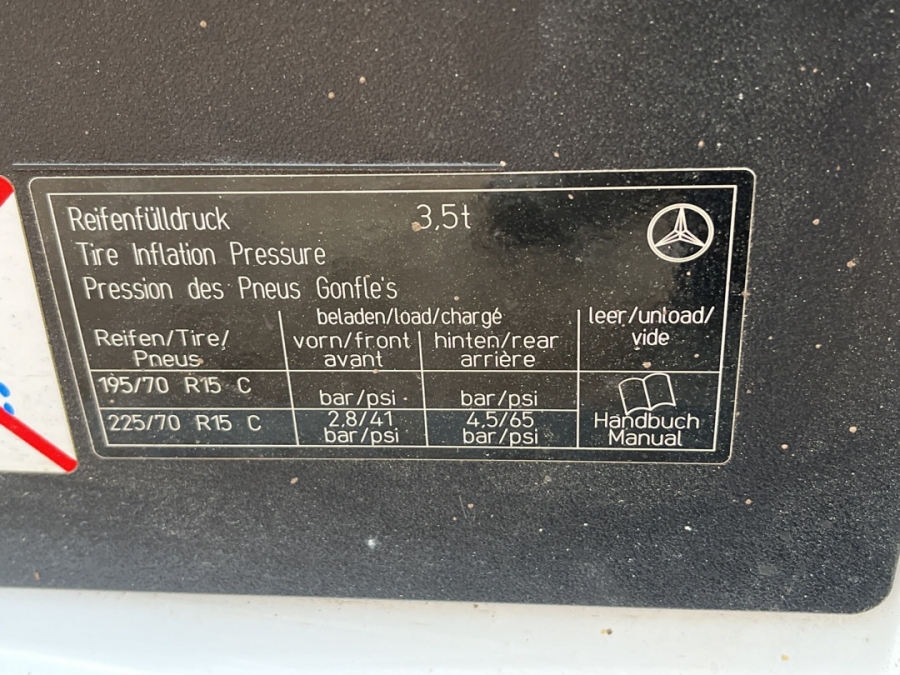 Reifenfülldruck 3,5t
Tire Inflation Pressure
Pression des Pneus Gonfle's
beladen/load/chargé leer/unload/
Reifen/Tire/ vorn/front hinten/rear vide
Pneus avant arrière
195/70 R15 C bar/psi bar/psi
225/70 R15 C 2.8/41 4.5/65 Handbuch
bar/psi bar/psi Manual